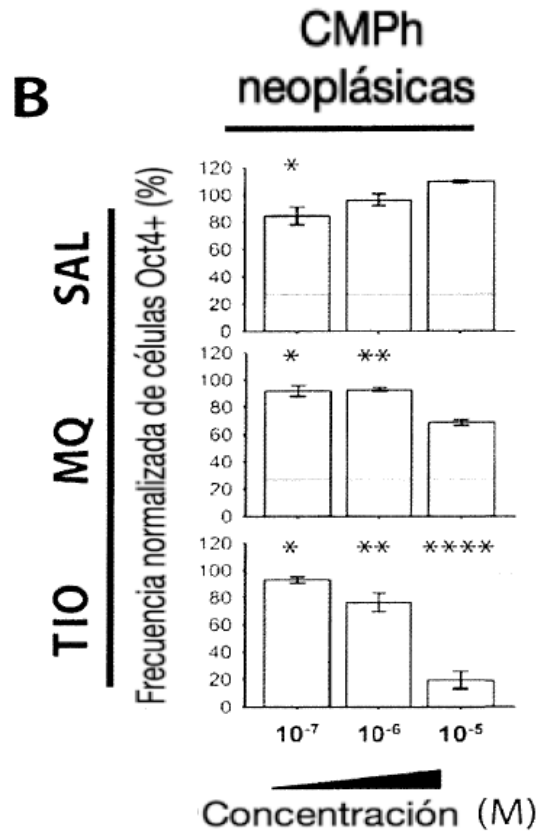 CMPh
neoplásicas
B
Frecuencia normalizada de células Oct4+ (%)
SAL
120
100
80
60
40
20
0
*
MQ
120
100
80
60
40
20
0
* **
TIO
120
100
80
60
40
20
0
* ** ****
10-7 10-6 10-5
Concentración (M)